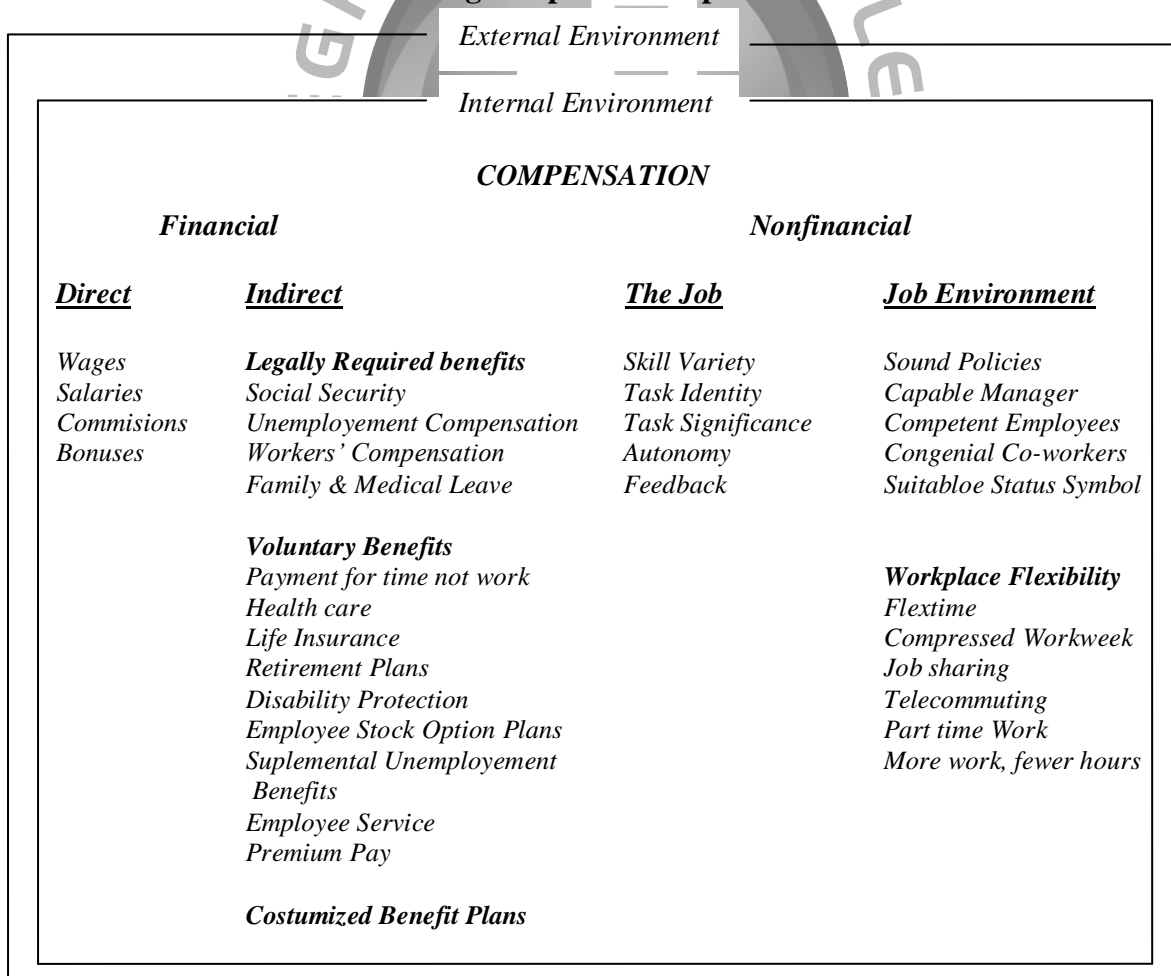 External Environment
Internal Environment
COMPENSATION
Financial Nonfinancial
Direct Indirect The Job Job Environment
Wages Legally Required benefits Skill Variety Sound Policies
Salaries Social Security Task Identity Capable Manager
Commisions Unemployement Compensation Task Significance Competent Employees
Bonuses Workers’ Compensation Autonomy Congenial Co-workers
Family & Medical Leave Feedback Suitabloe Status Symbol
Voluntary Benefits
Payment for time not work Workplace Flexibility
Health care Flextime
Life Insurance Compressed Workweek
Retirement Plans Job sharing
Disability Protection Telecommuting
Employee Stock Option Plans Part time Work
Suplemental Unemployement More work, fewer hours
Benefits
Employee Service
Premium Pay
Costumized Benefit Plans